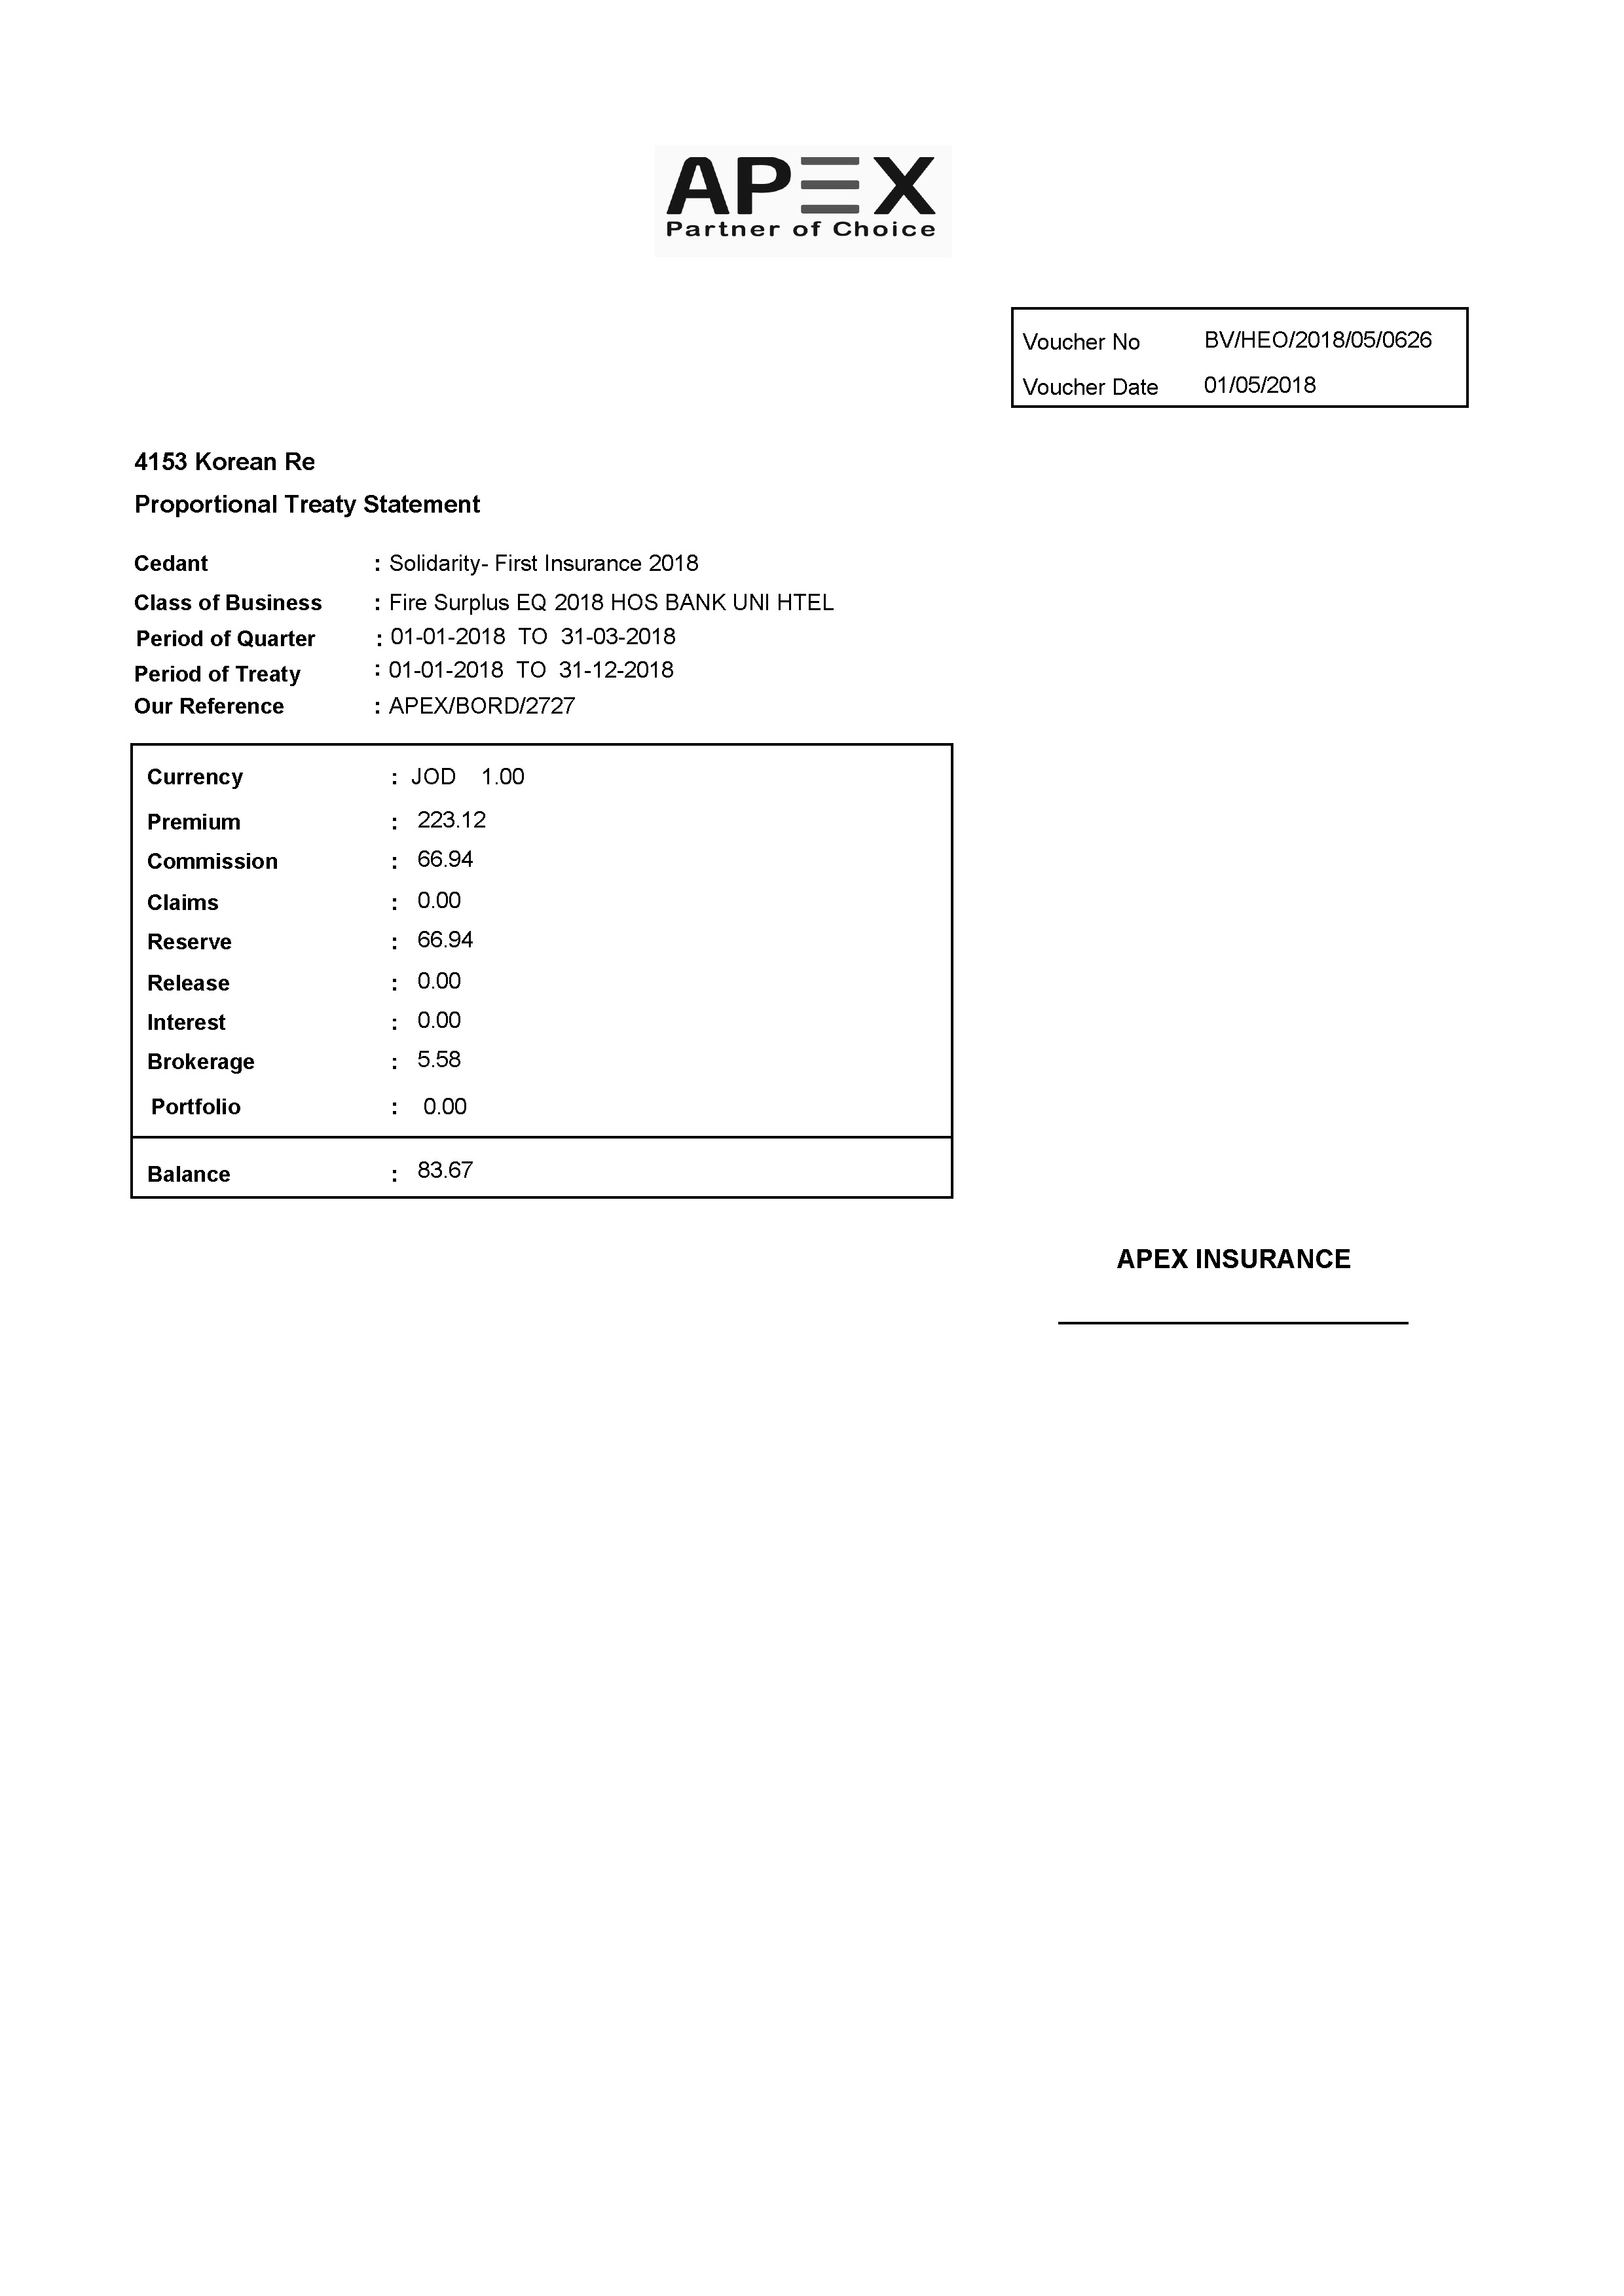 APEX
Partner of Choice
Voucher No BV/HEO/2018/05/0626
Voucher Date 01/05/2018
4153 Korean Re
Proportional Treaty Statement
Cedant : Solidarity- First Insurance 2018
Class of Business : Fire Surplus EQ 2018 HOS BANK UNI HTEL
Period of Quarter : 01-01-2018 TO 31-03-2018
Period of Treaty : 01-01-2018 TO 31-12-2018
Our Reference : APEX/BORD/2727
Currency : JOD 1.00
Premium : 223.12
Commission : 66.94
Claims : 0.00
Reserve : 66.94
Release : 0.00
Interest : 0.00
Brokerage : 5.58
Portfolio : 0.00
Balance : 83.67
APEX INSURANCE